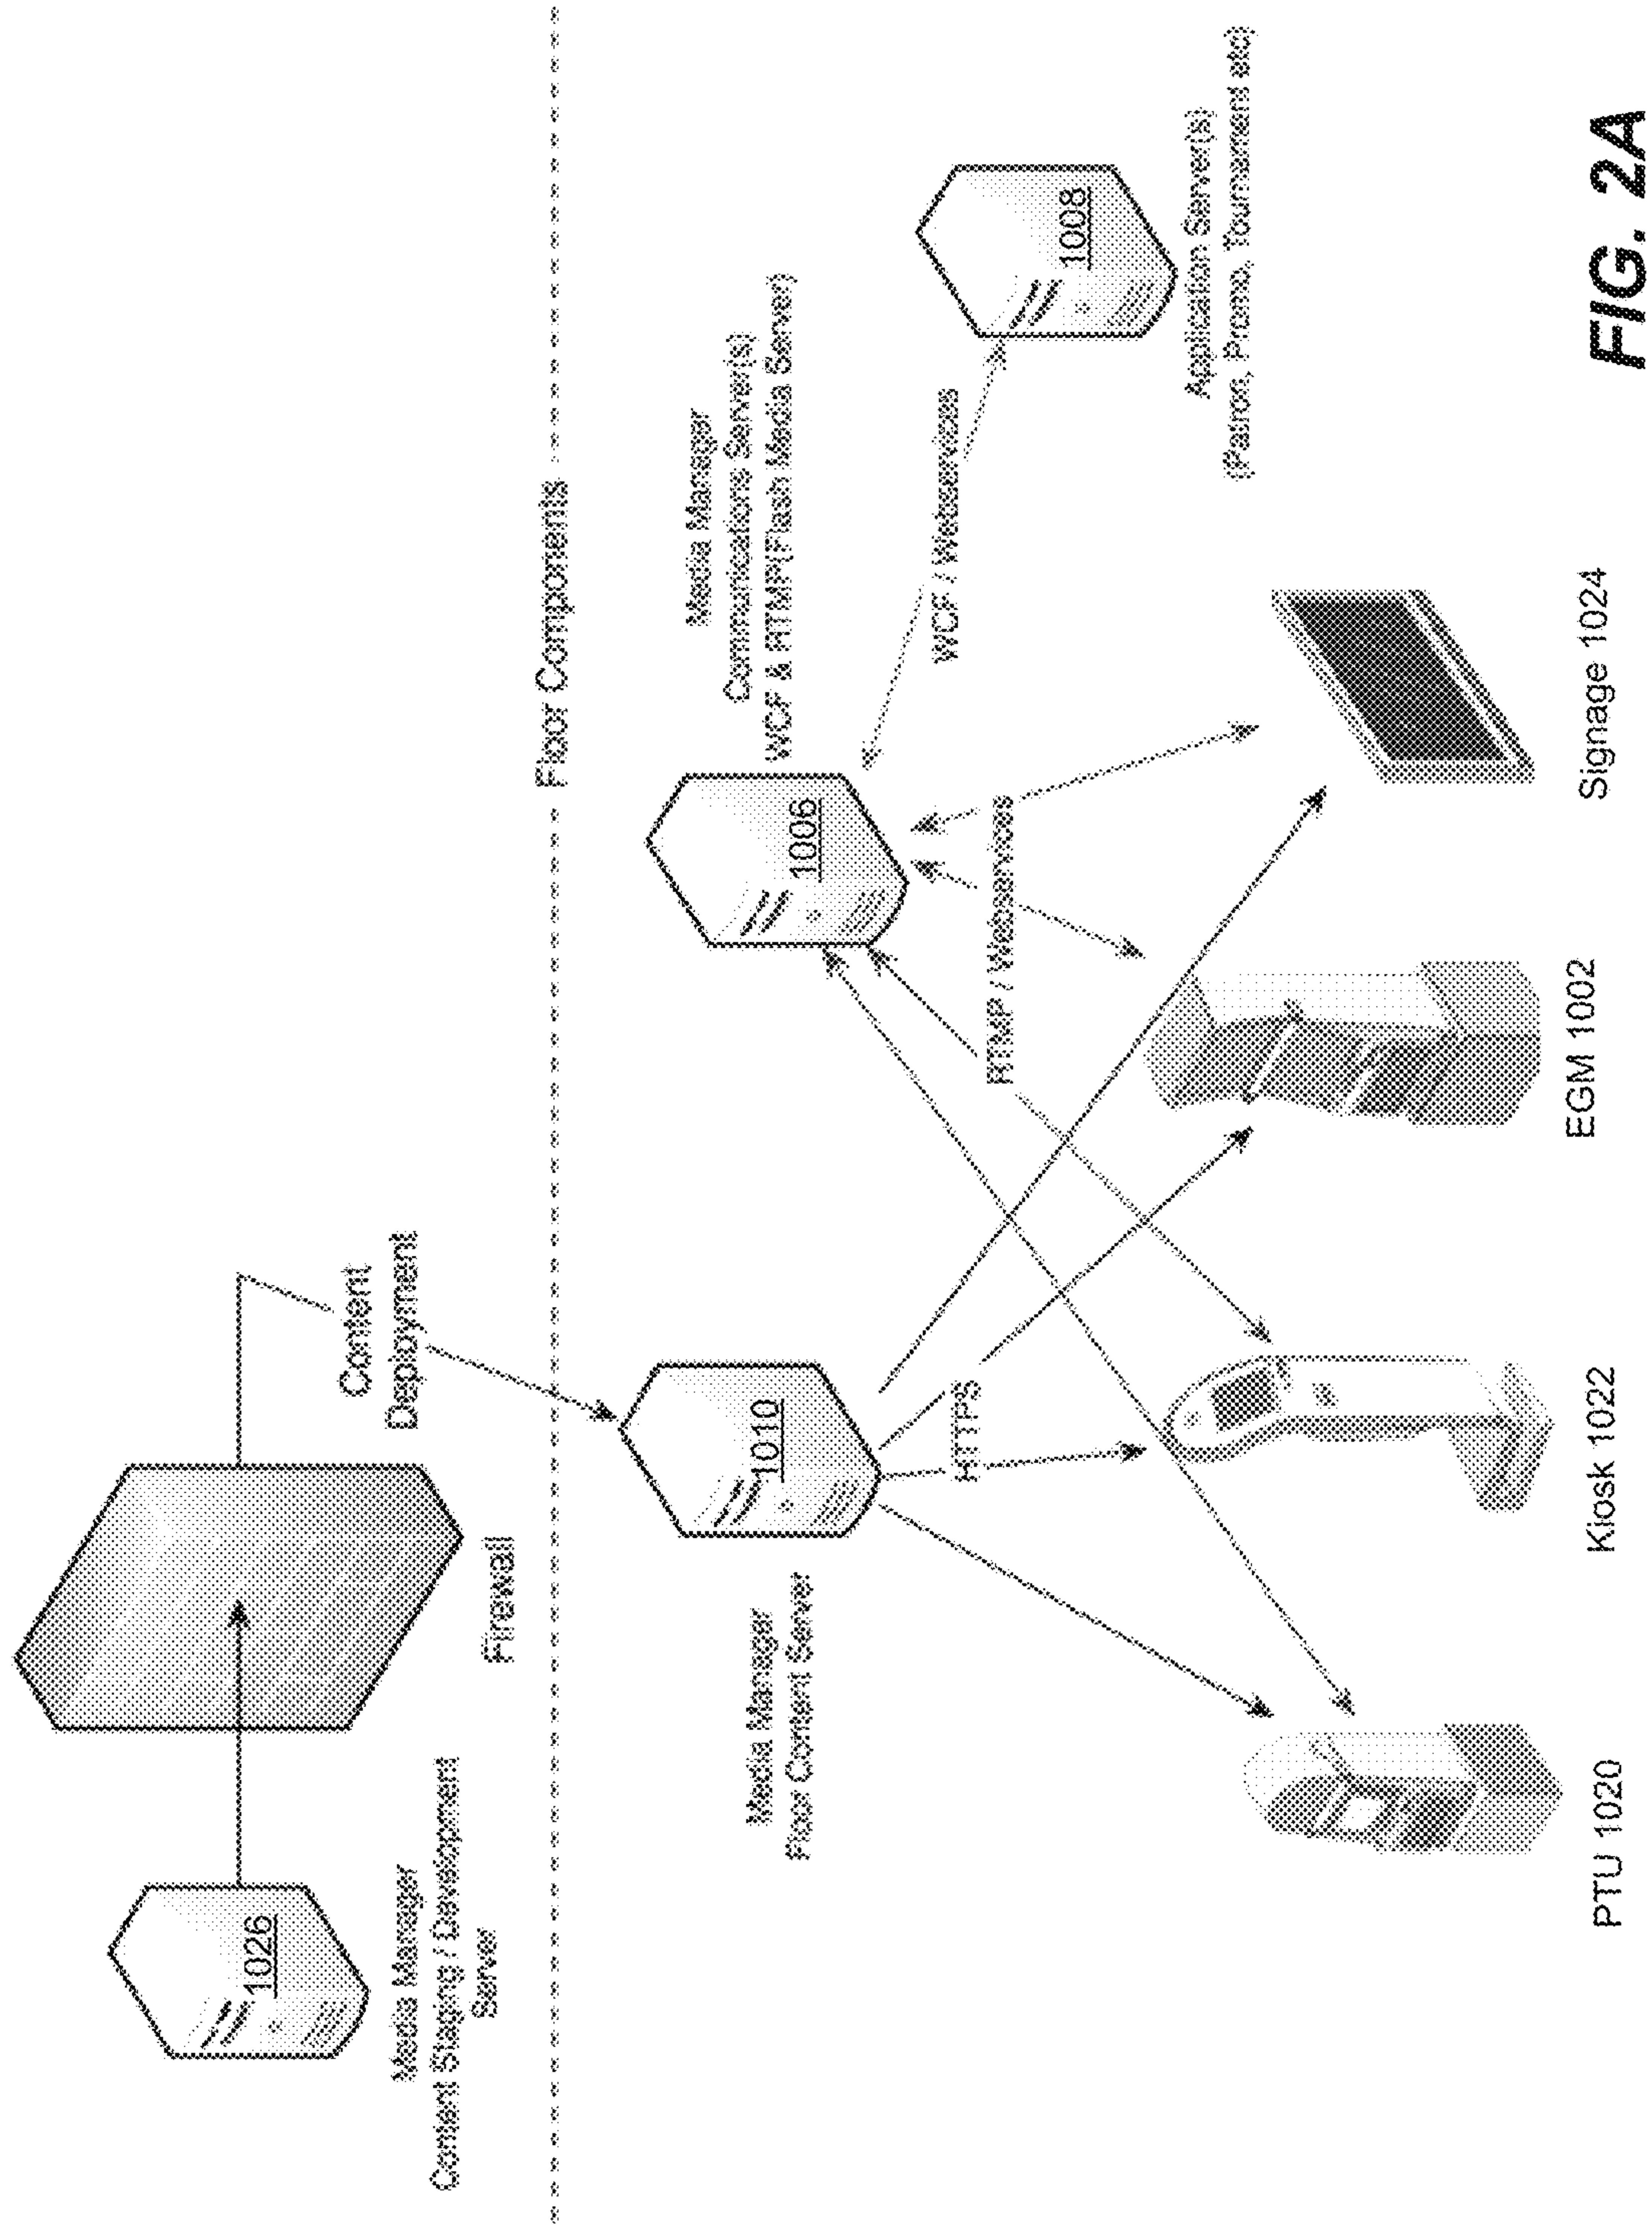 1026
Media Manager
Content Staging / Development
Server
Firewall
Content
Deployment
Floor Components
1010
Media Manager
Floor Content Server
1006
Media Manager
Communications Server(s)
WCF & RTMP(Flash Media Server)
WCF / Webservices
1008
Application Server(s)
(Patron, Promo, Tournament etc)
HTTPS
RTMP / Webservices
PTU 1020
Kiosk 1022
EGM 1002
Signage 1024
FIG. 2A